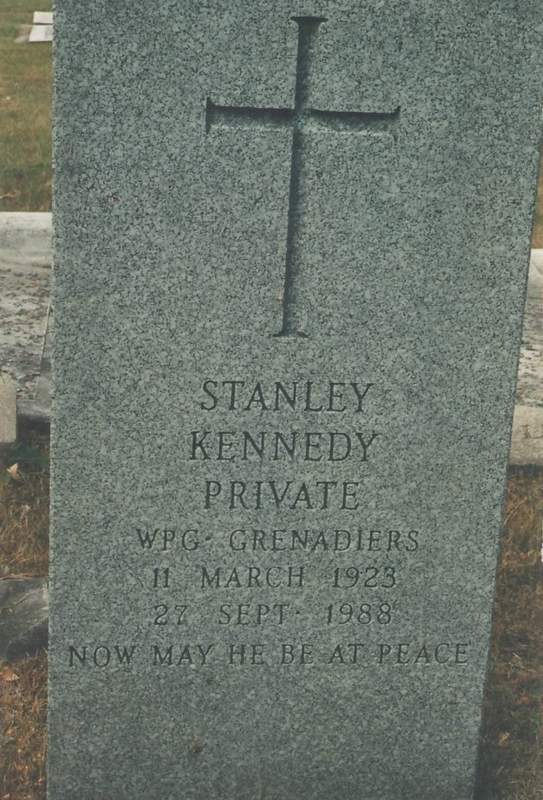 STANLEY
KENNEDY
PRIVATE
WPG· GRENADIERS
11 MARCH 1923
27 SEPT· 1988
NOW MAY HE BE AT PEACE